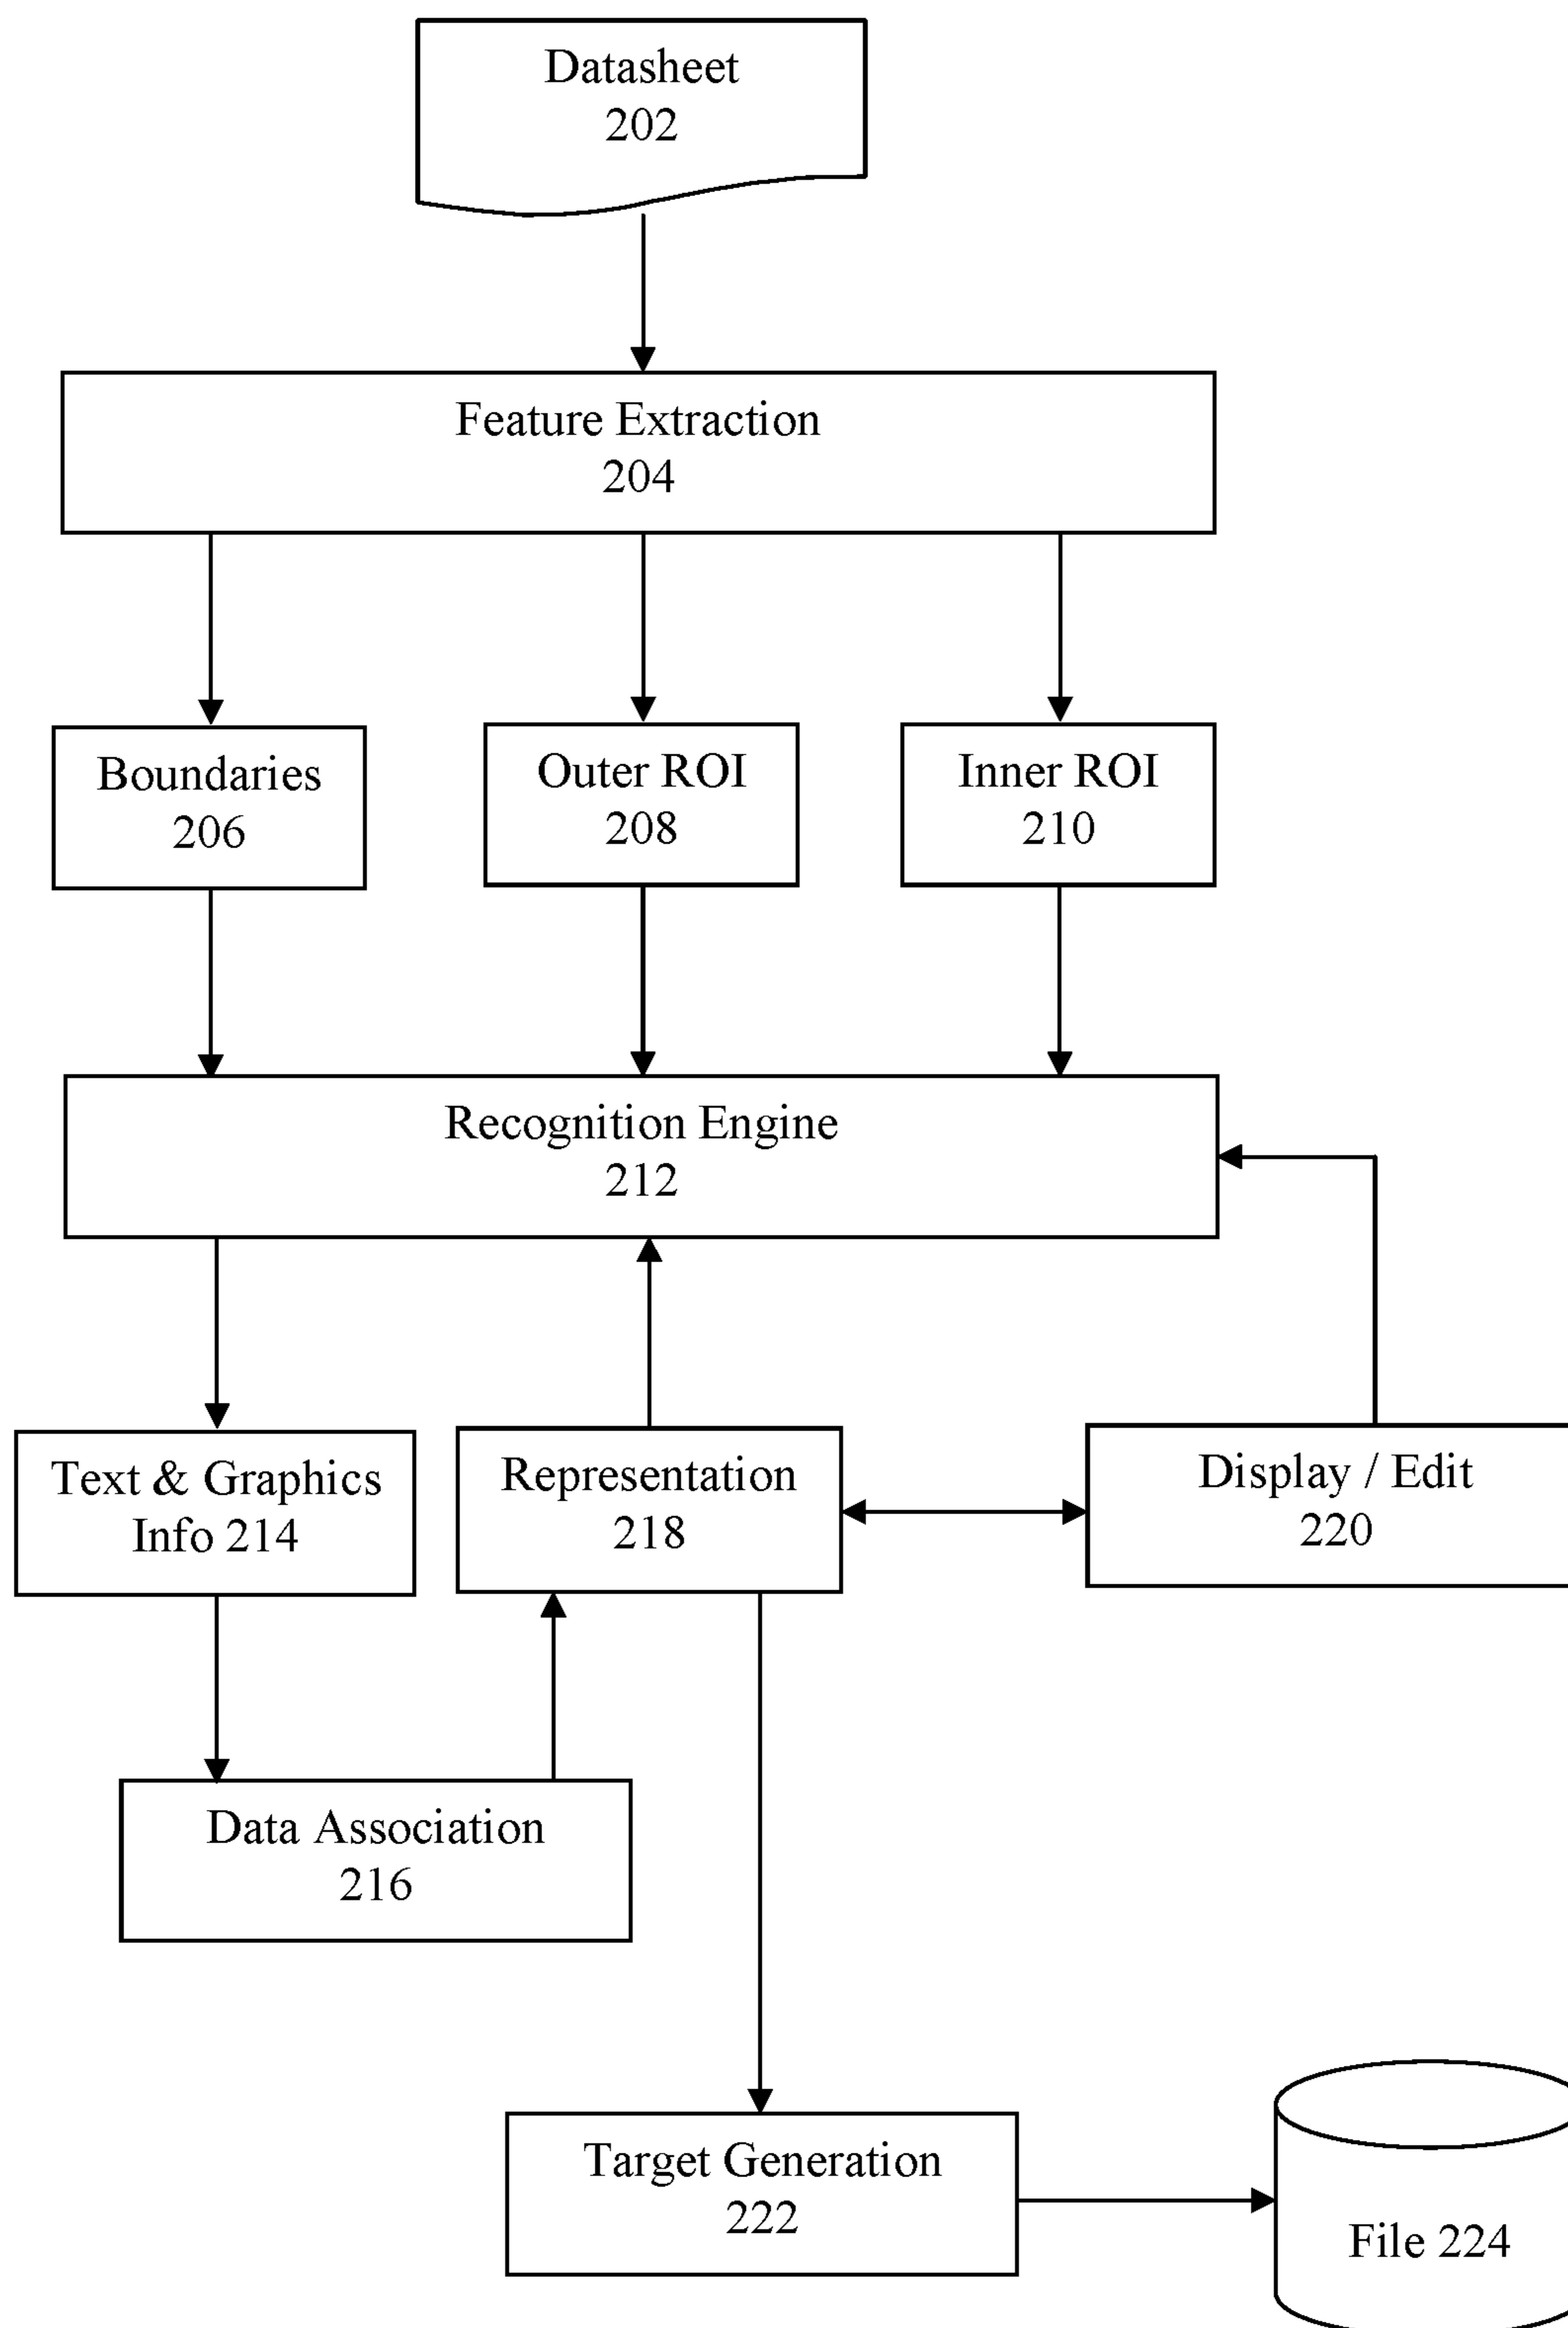 Datasheet
202
Feature Extraction
204
Boundaries
206
Outer ROI
208
Inner ROI
210
Recognition Engine
212
Text & Graphics
Info 214
Representation
218
Display / Edit
220
Data Association
216
Target Generation
222
File 224